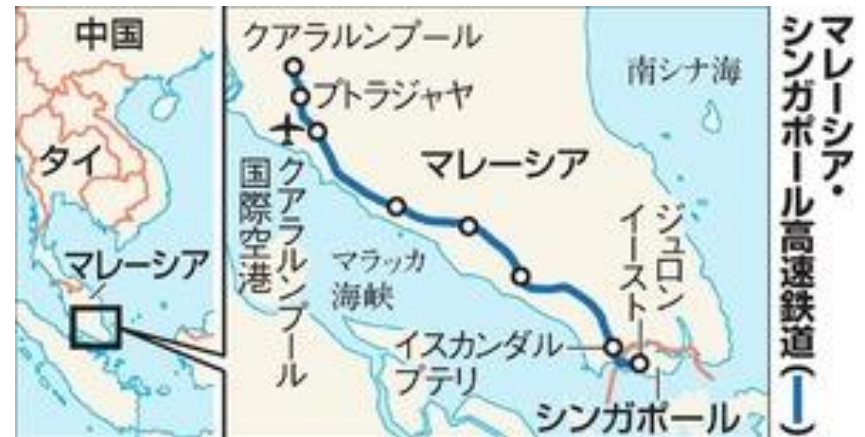 マレーシア・
シンガポール高速鉄道(━)
中国
タイ
マレーシア
クアラルンプール
プトラジャヤ
クアラルンプール
国際空港
マレーシア
南シナ海
マラッカ
海峡
ジュロン
イースト
イスカンダル
プテリ
シンガポール